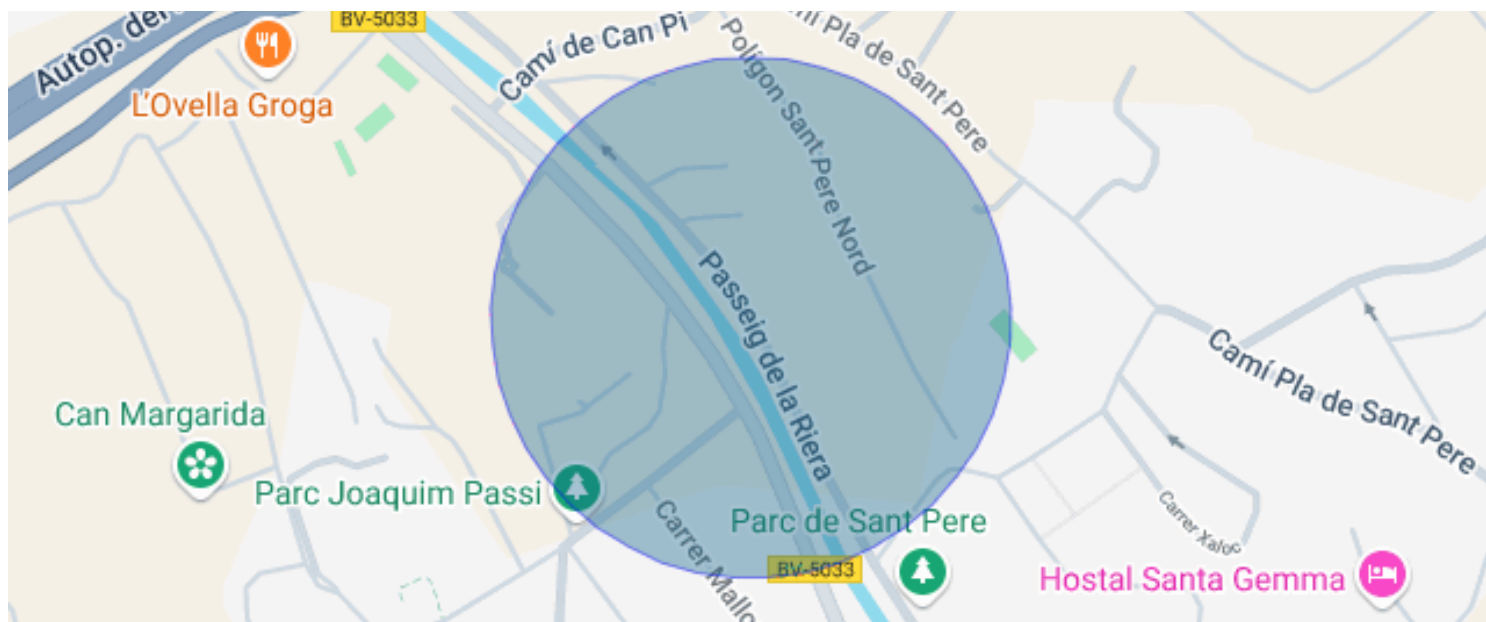 Autop. del
BV-5033
L'Ovella Groga
Camí de Can Pi
Polígon Sant Pere Nord
Camí Pla de Sant Pere
Passeig de la Riera
Camí Pla de Sant Pere
Can Margarida
Parc Joaquim Passi
Carrer Mallo
Parc de Sant Pere
BV-5033
Carrer Xaloc
Hostal Santa Gemma